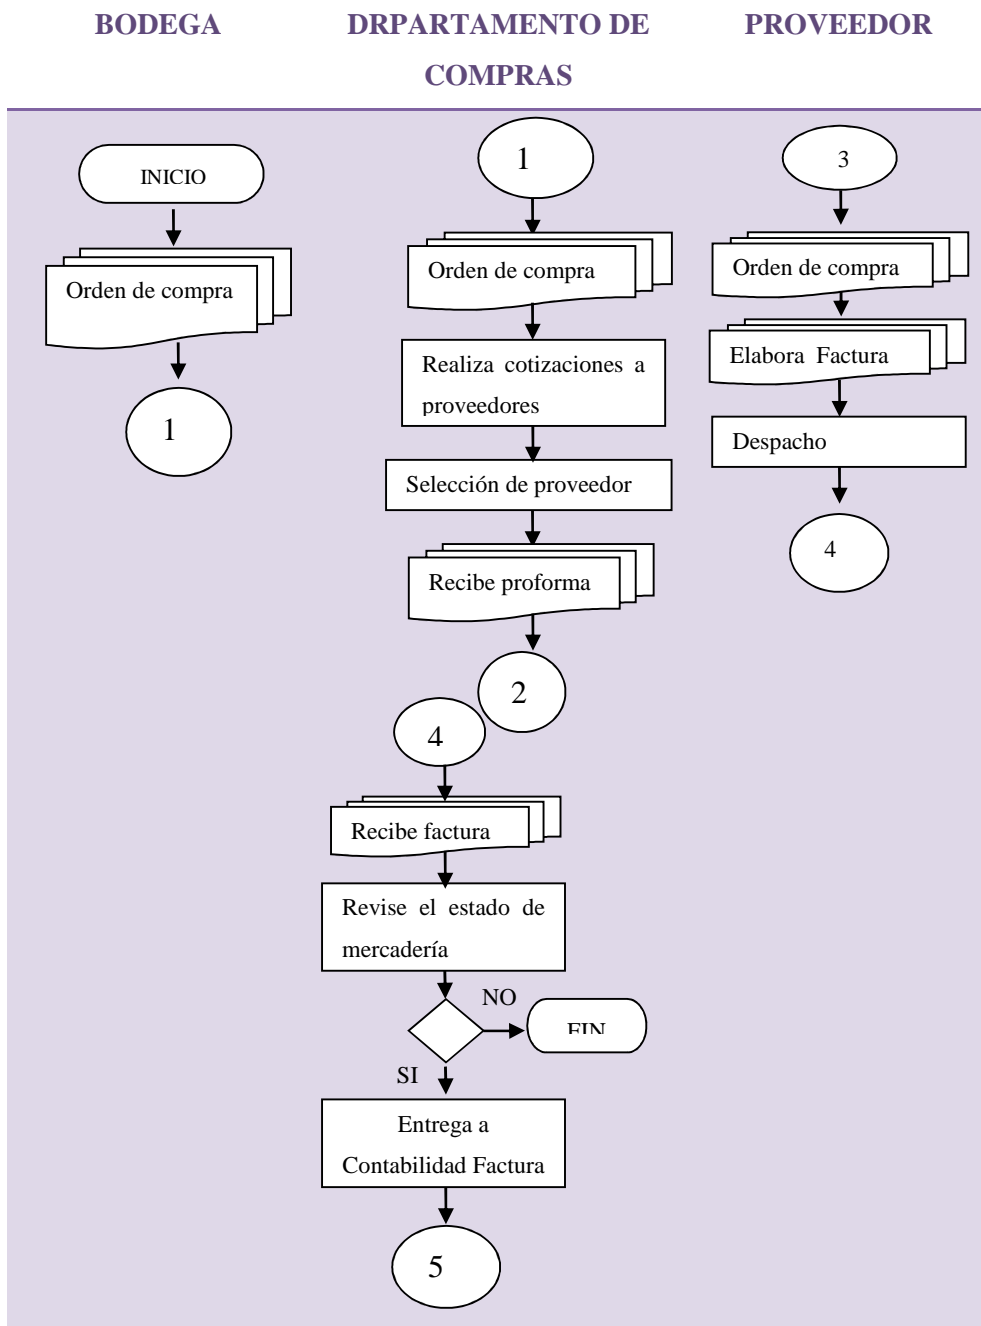 BODEGA
DRPARTAMENTO DE
COMPRAS
PROVEEDOR
INICIO
Orden de compra
1
1
Orden de compra
Realiza cotizaciones a
proveedores
Selección de proveedor
Recibe proforma
2
4
Recibe factura
Revise el estado de
mercadería
NO
FIN
SI
Entrega a
Contabilidad Factura
5
3
Orden de compra
Elabora Factura
Despacho
4